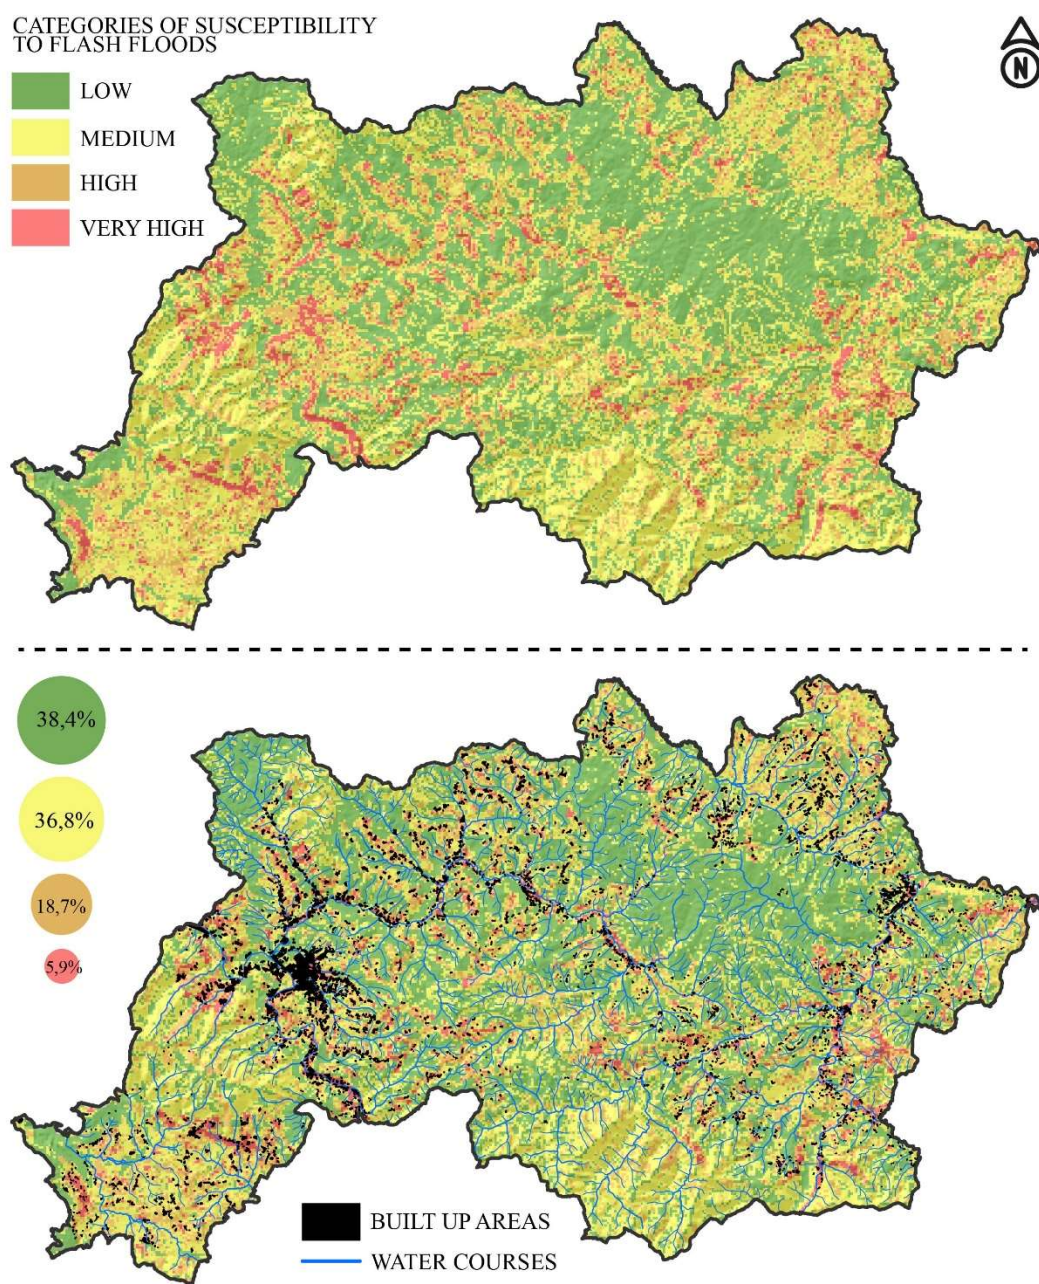 CATEGORIES OF SUSCEPTIBILITY
TO FLASH FLOODS
LOW
MEDIUM
HIGH
VERY HIGH
N
38,4%
36,8%
18,7%
5,9%
BUILT UP AREAS
WATER COURSES